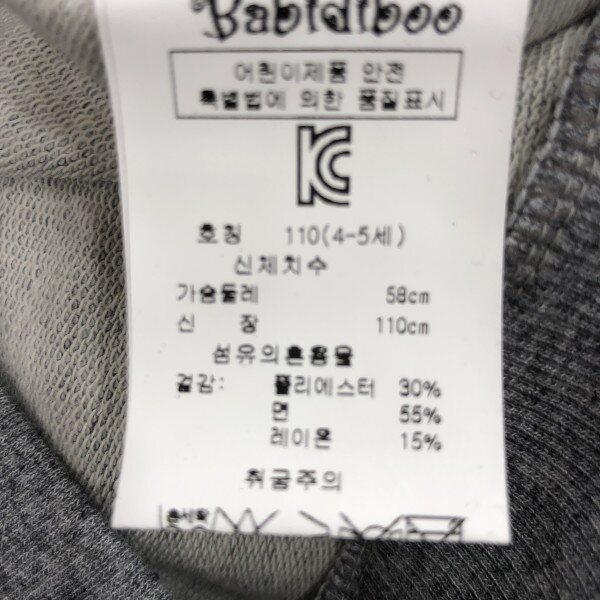 Babidiboo
어린이제품 안전
특별법에 의한 품질표시
KC
호칭 110(4-5세)
신체치수
가슴둘레 58cm
신 장 110cm
섬유의혼용율
겉감: 폴리에스터 30%
면 55%
레이온 15%
취급주의
손세탁